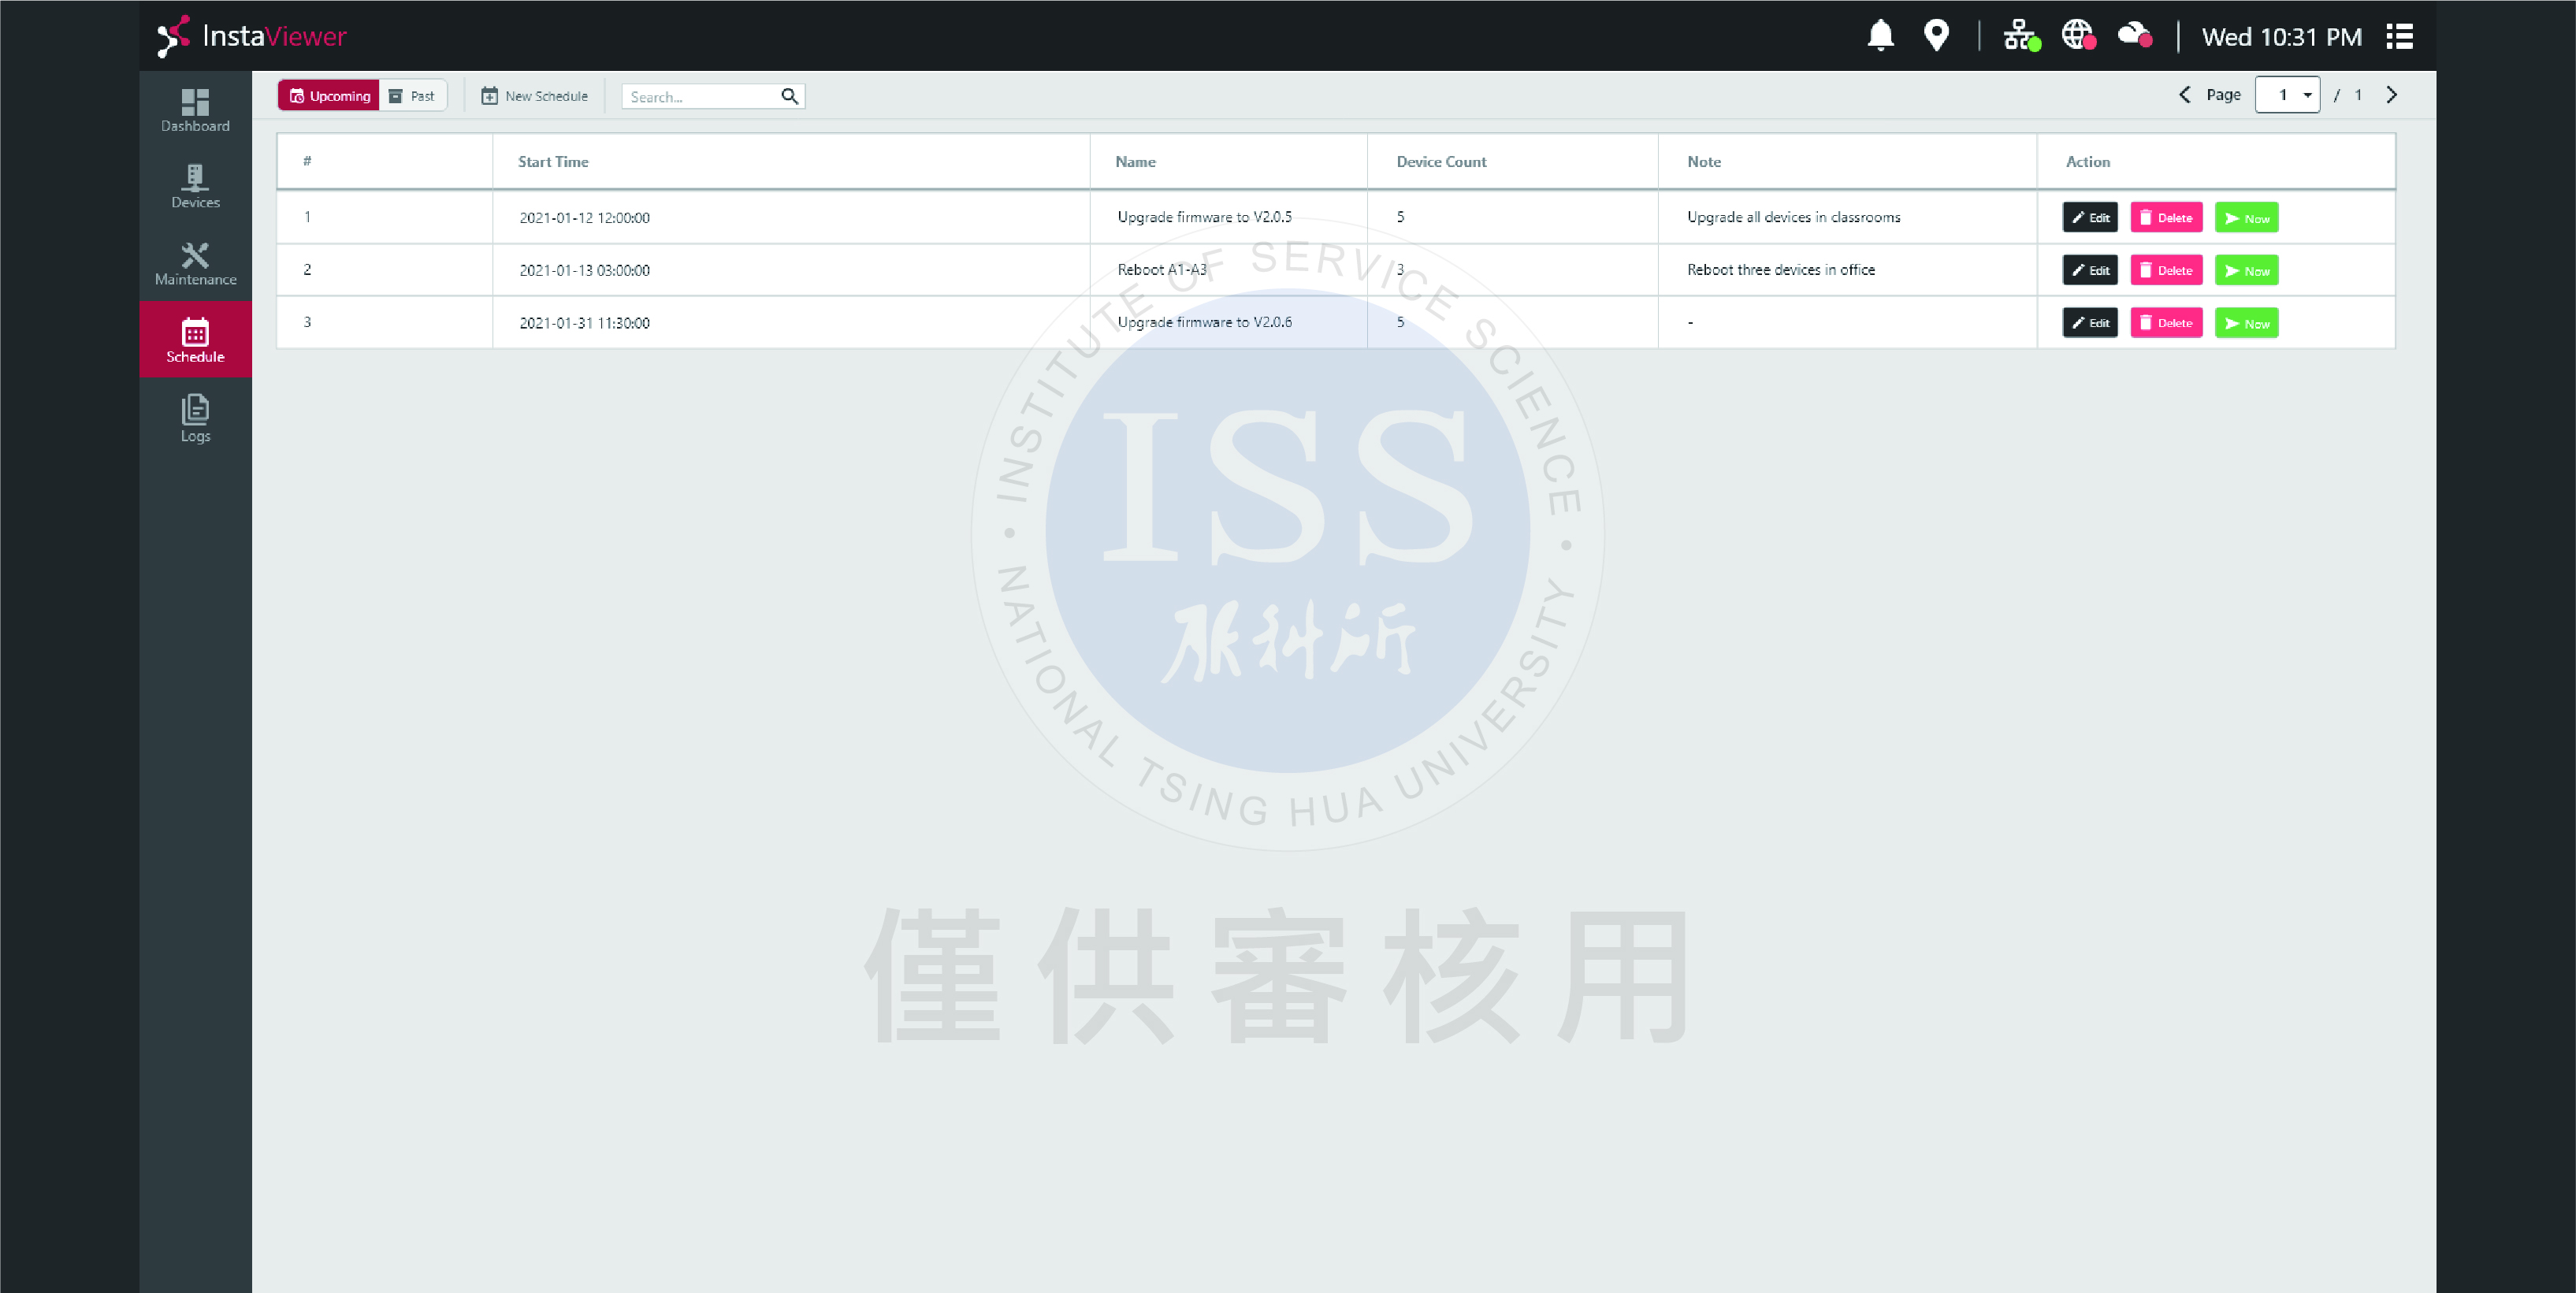 InstaViewer
Wed 10:31 PM
Dashboard
Devices
Maintenance
Schedule
Logs
Upcoming Past New Schedule Search... Page 1 / 1
# Start Time Name Device Count Note Action
1 2021-01-12 12:00:00 Upgrade firmware to V2.0.5 5 Upgrade all devices in classrooms Edit Delete Now
2 2021-01-13 03:00:00 Reboot A1-A3 3 Reboot three devices in office Edit Delete Now
3 2021-01-31 11:30:00 Upgrade firmware to V2.0.6 5 - Edit Delete Now
INSTITUTE OF SERVICE SCIENCE
ISS
服科所
NATIONAL TSING HUA UNIVERSITY
僅供審核用